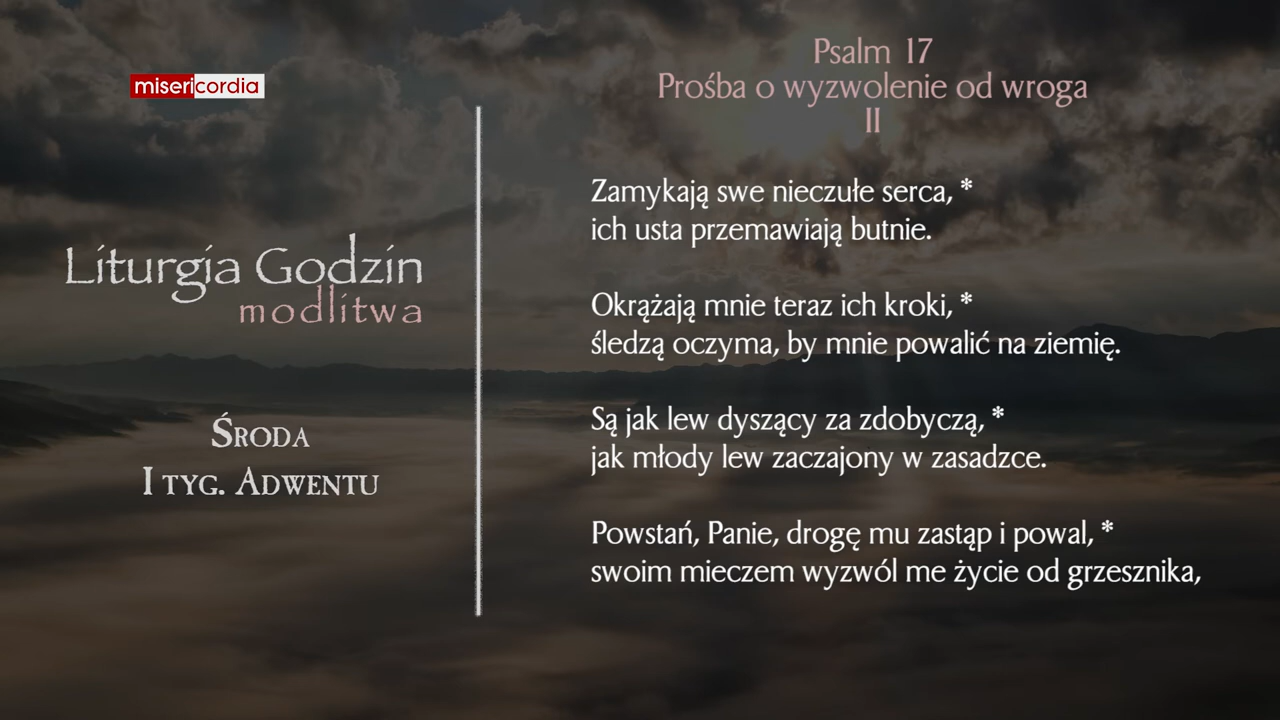 misericordia
Liturgia Godzin
modlitwa
Środa
I tyg. Adwentu
Psalm 17
Prośba o wyzwolenie od wroga
II
Zamykają swe nieczułe serca, *
ich usta przemawiają butnie.
Okrążają mnie teraz ich kroki, *
śledzą oczyma, by mnie powalić na ziemię.
Są jak lew dyszący za zdobyczą, *
jak młody lew zaczajony w zasadzce.
Powstań, Panie, drogę mu zastąp i powal, *
swoim mieczem wyzwól me życie od grzesznika,